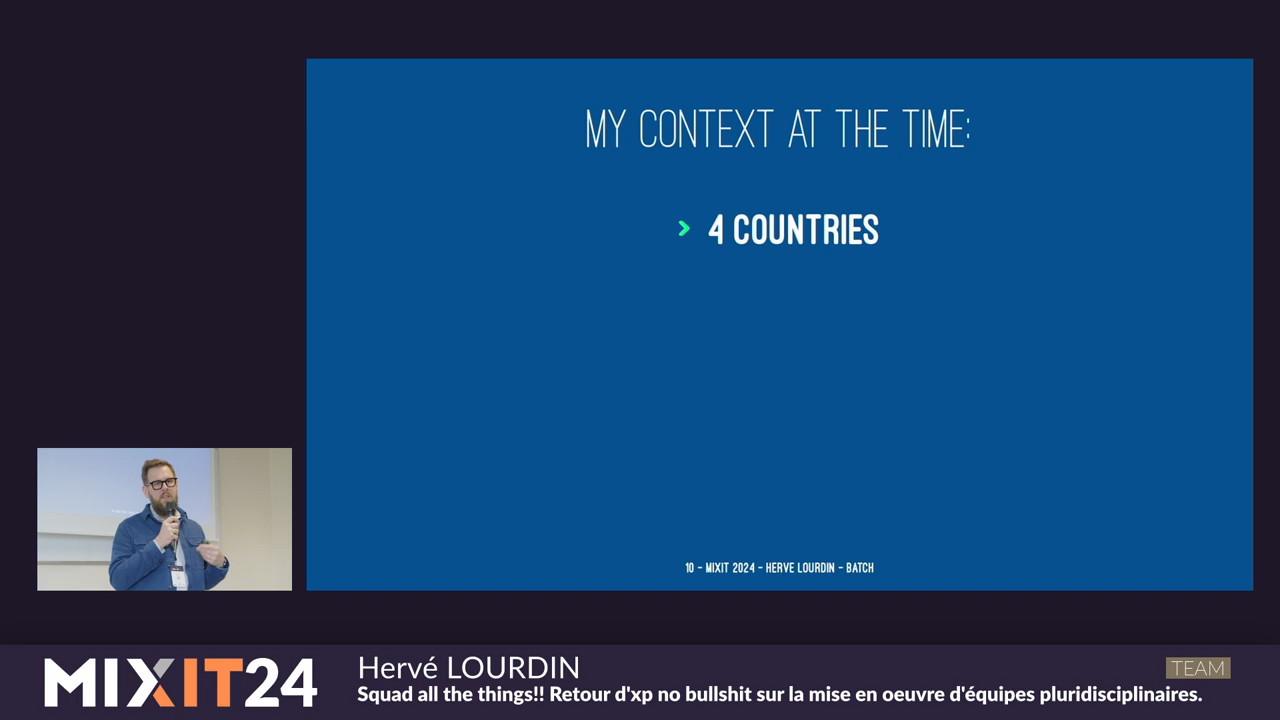 MY CONTEXT AT THE TIME:
> 4 COUNTRIES
10 - MIXIT 2024 - HERVE LOURDIN - BATCH
MIXIT24
Hervé LOURDIN
TEAM
Squad all the things!! Retour d'xp no bullshit sur la mise en oeuvre d'équipes pluridisciplinaires.